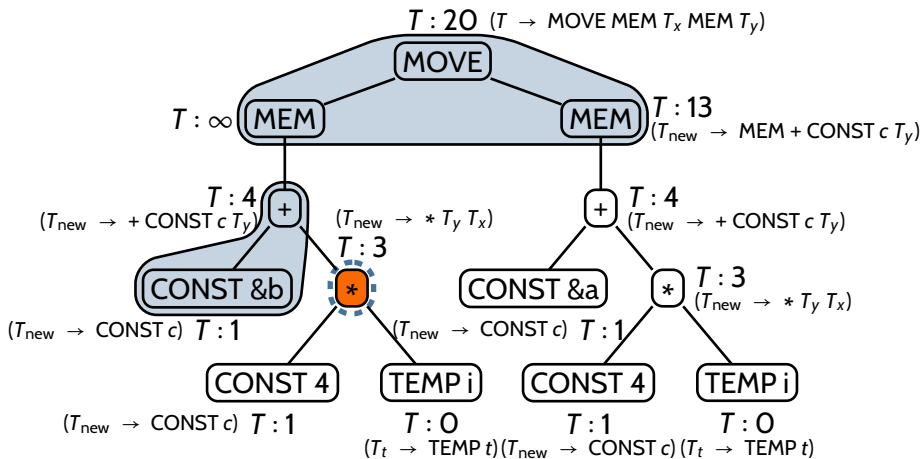 T : 20 (T → MOVE MEM Tx MEM Ty)
MOVE
T : ∞ MEM
MEM T : 13
(Tnew → MEM + CONST c Ty)
T : 4
(Tnew → + CONST c Ty)
+
(Tnew → * Ty Tx)
T : 3
+
T : 4
(Tnew → + CONST c Ty)
CONST &b
*
CONST &a
*
T : 3
(Tnew → * Ty Tx)
(Tnew → CONST c) T : 1
(Tnew → CONST c) T : 1
CONST 4
TEMP i
CONST 4
TEMP i
(Tnew → CONST c) T : 1
T : 0
(Tt → TEMP t)
T : 1
(Tnew → CONST c)
T : 0
(Tt → TEMP t)